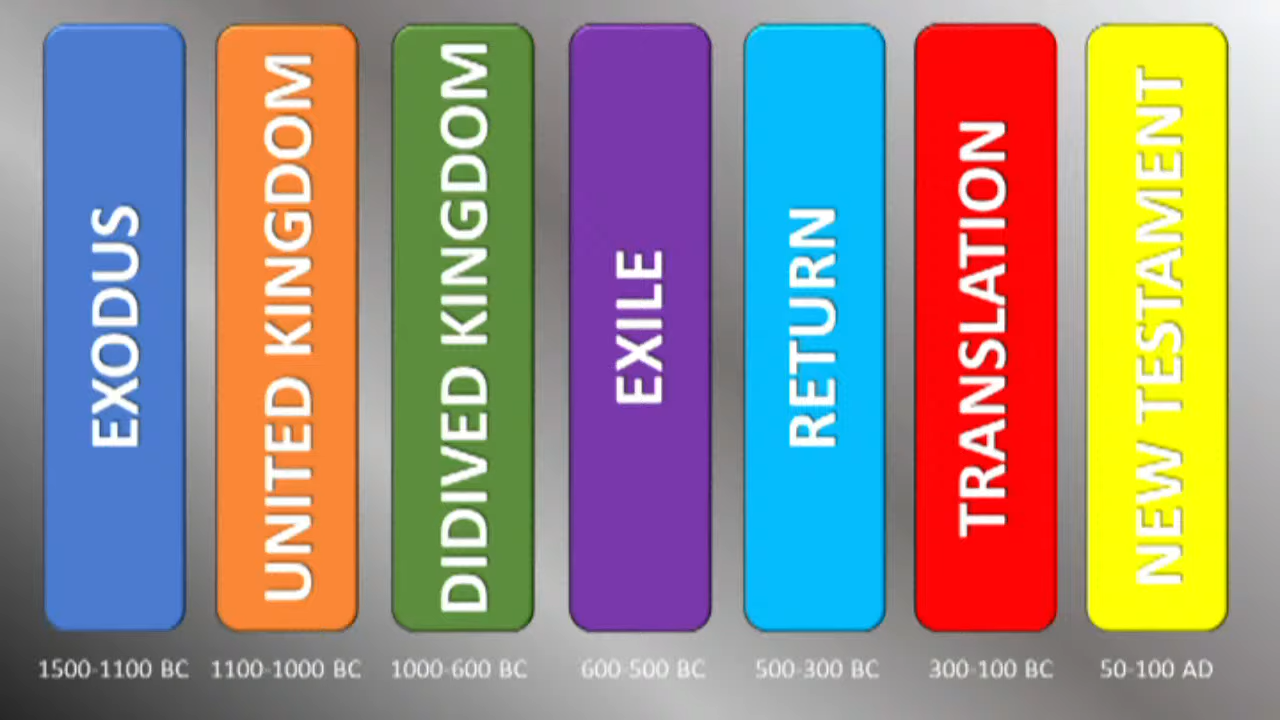 EXODUS
UNITED KINGDOM
DIDIVED KINGDOM
EXILE
RETURN
TRANSLATION
NEW TESTAMENT
1500-1100 BC
1100-1000 BC
1000-600 BC
600-500 BC
500-300 BC
300-100 BC
50-100 AD